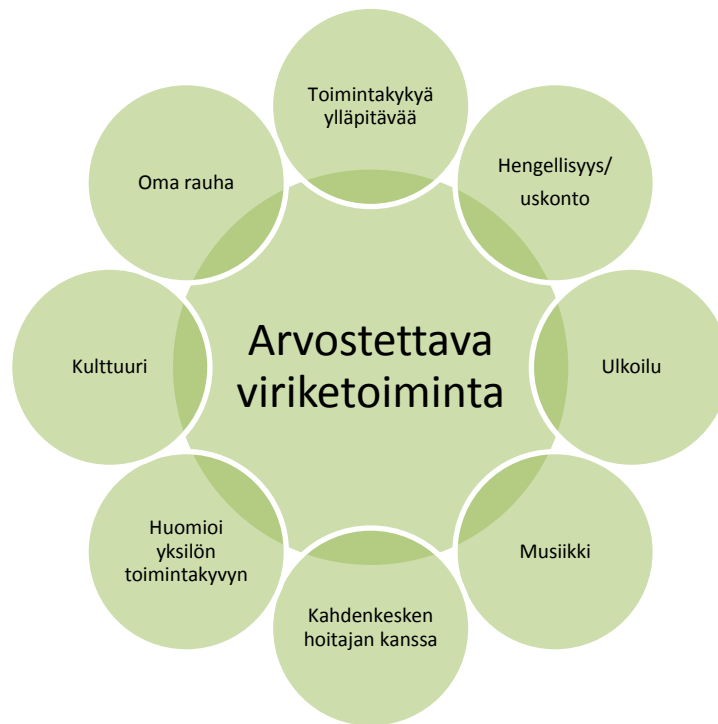 Toimintakykyä
ylläpitävää
Hengellisyys/
uskonto
Ulkoilu
Musiikki
Kahdenkesken
hoitajan kanssa
Huomioi
yksilön
toimintakyvyn
Kulttuuri
Oma rauha
Arvostettava
viriketoiminta